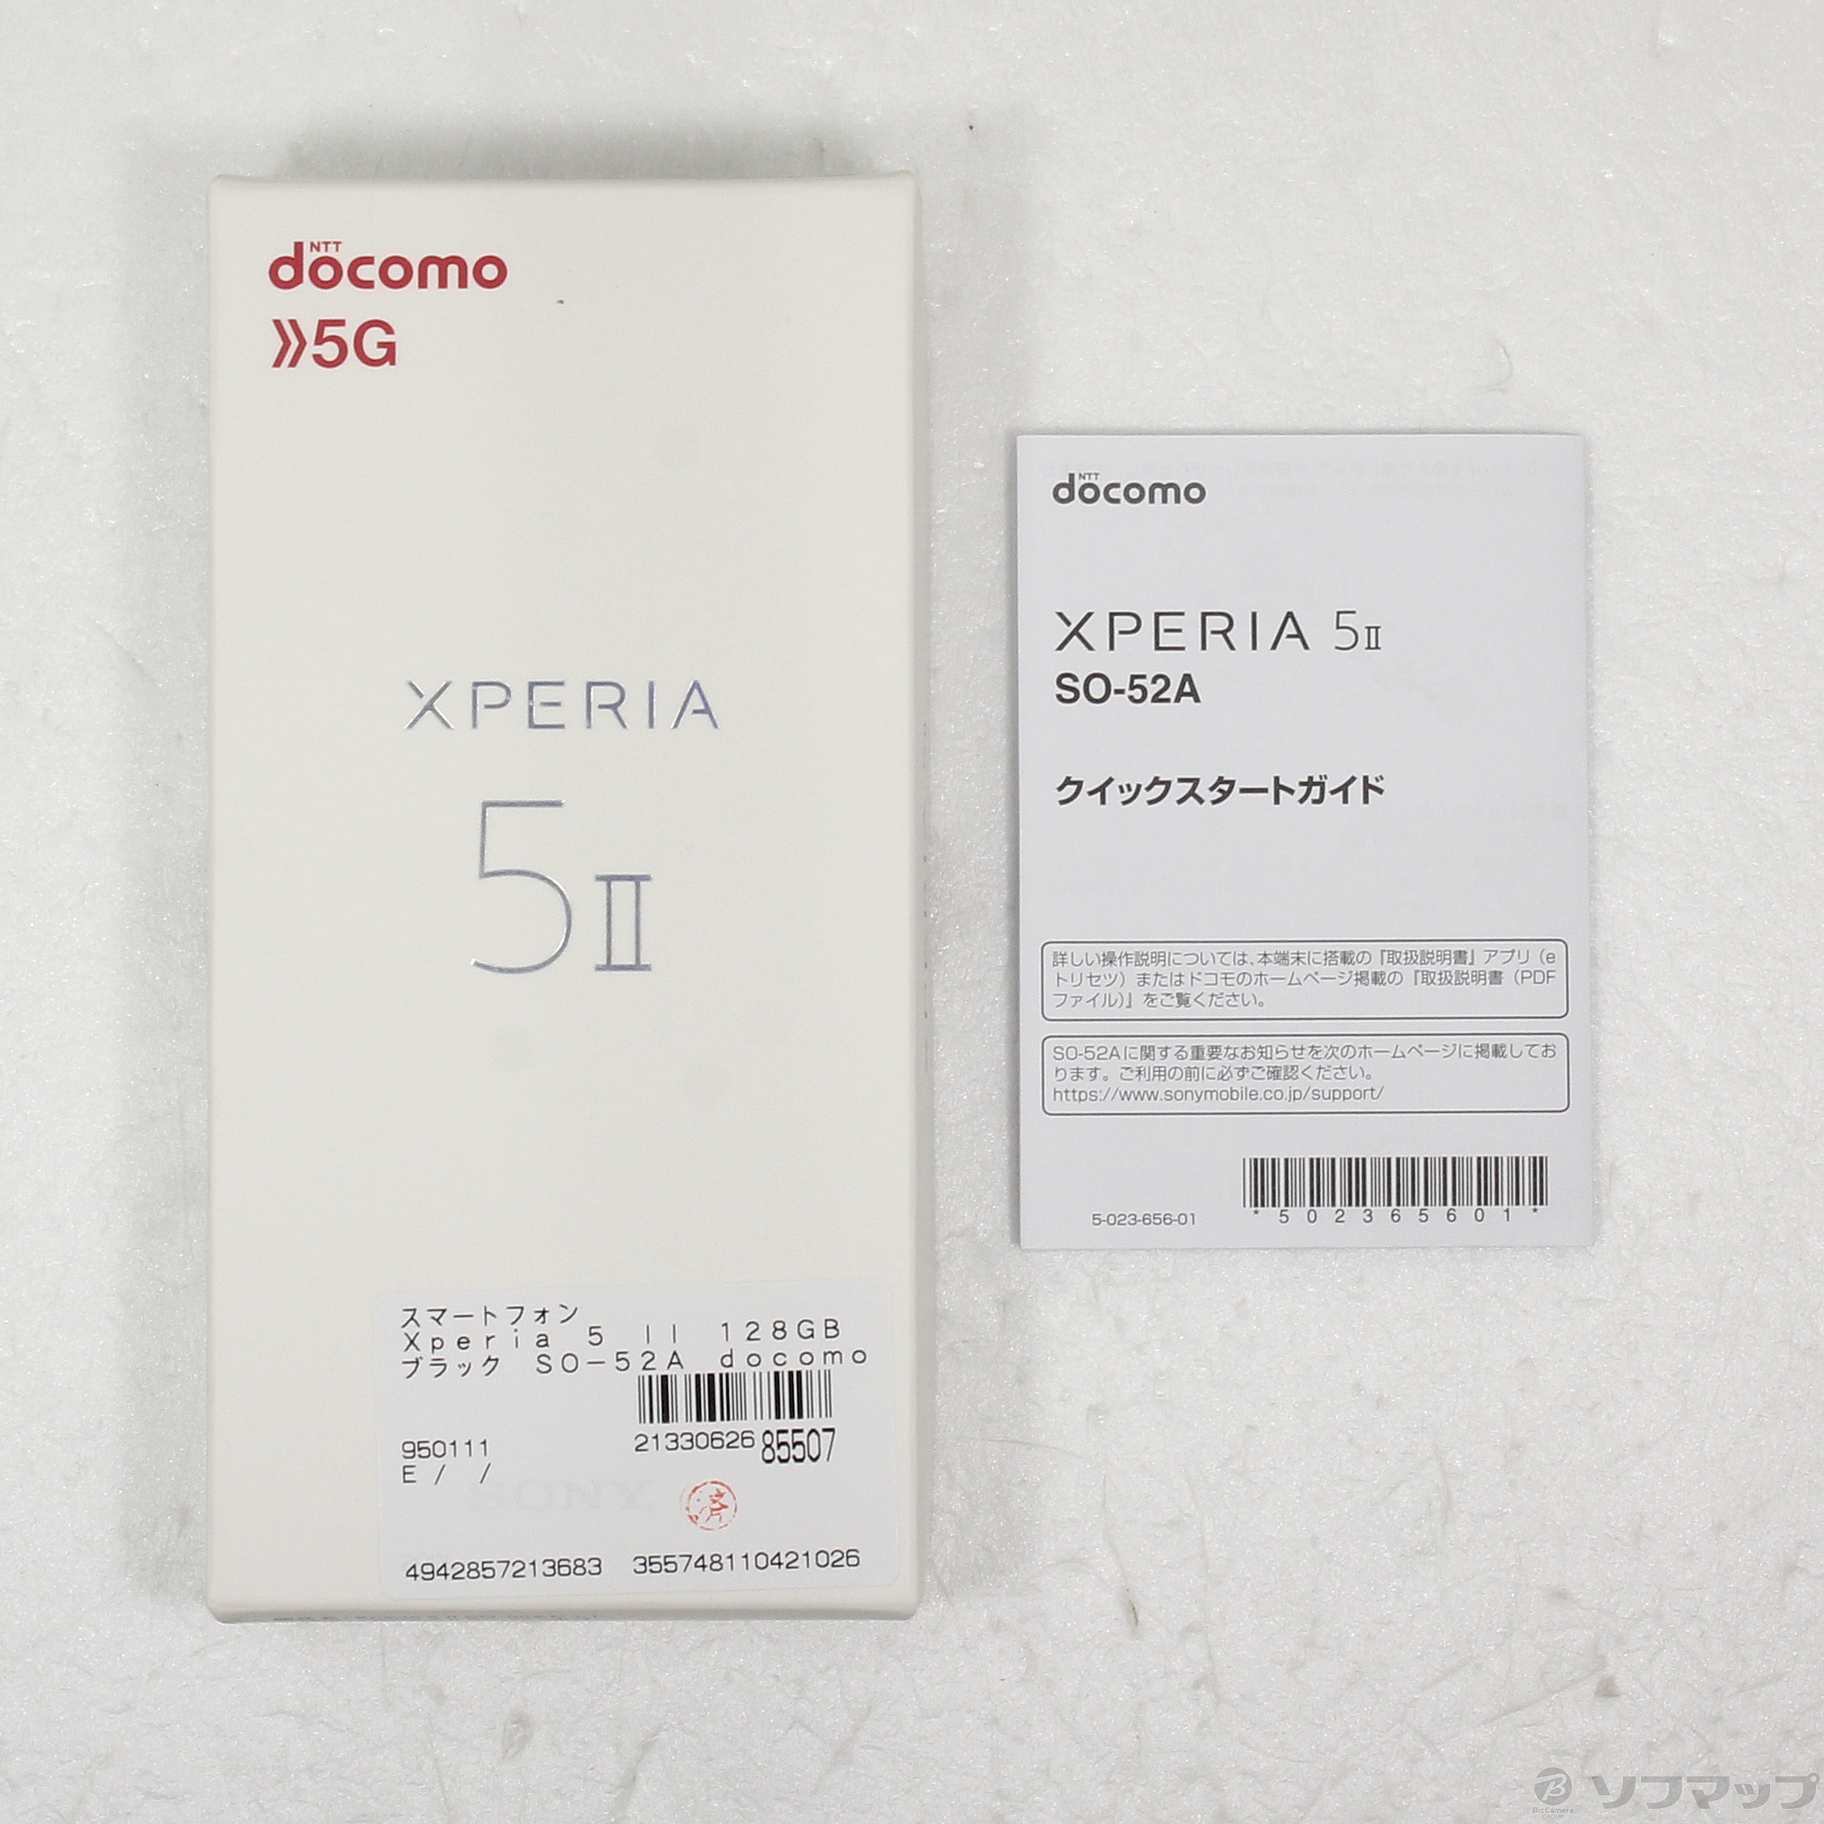 NTT
docomo
5G
XPERIA
5II
スマートフォン
Xperia 5 II 128GB
ブラック SO-52A docomo
950111
2133062685507
E / /
SONY
済
4942857213683 355748110421026
NTT
docomo
XPERIA 5II
SO-52A
クイックスタートガイド
詳しい操作説明については、本端末に搭載の『取扱説明書』アプリ（e
トリセツ）またはドコモのホームページ掲載の『取扱説明書（PDF
ファイル）』をご覧ください。
SO-52Aに関する重要なお知らせを次のホームページに掲載してお
ります。ご利用の前に必ずご確認ください。
https://www.sonymobile.co.jp/support/
5-023-656-01
*502365601*
BicCamera
GROUP
ソフマップ